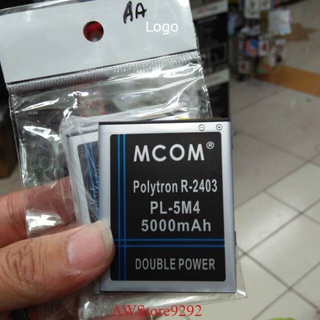 AA
Logo
MCOM®
Polytron R-2403
PL-5M4
5000mAh
DOUBLE POWER
AWStore9292